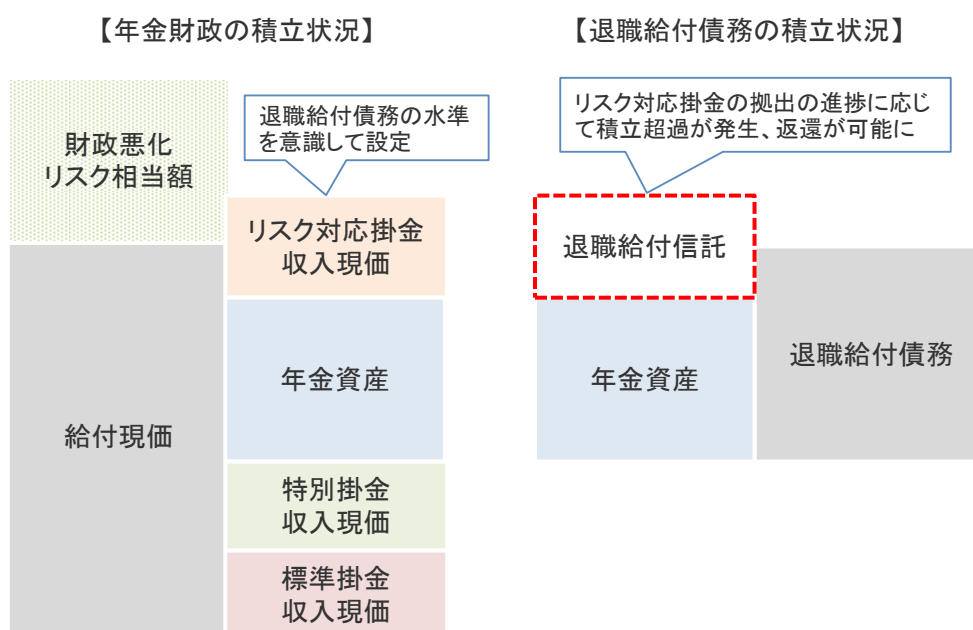 【年金財政の積立状況】
財政悪化
リスク相当額
退職給付債務の水準
を意識して設定
リスク対応掛金
収入現価
年金資産
給付現価
特別掛金
収入現価
標準掛金
収入現価
【退職給付債務の積立状況】
リスク対応掛金の拠出の進捗に応じ
て積立超過が発生、返還が可能に
退職給付信託
年金資産
退職給付債務